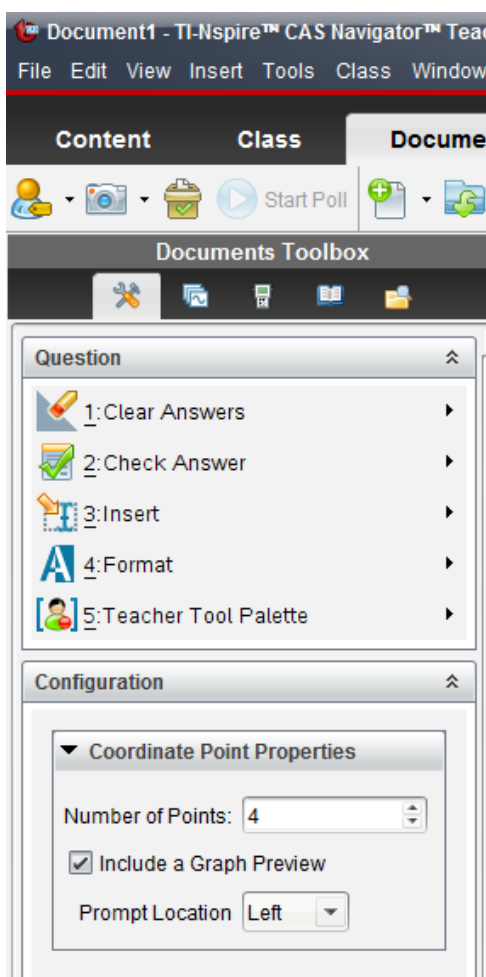 Document1 - TI-Nspire™ CAS Navigator™ Teac
File Edit View Insert Tools Class Window
Content Class Docume
Start Poll
Documents Toolbox
Question
1:Clear Answers
2:Check Answer
3:Insert
4:Format
5:Teacher Tool Palette
Configuration
Coordinate Point Properties
Number of Points: 4
Include a Graph Preview
Prompt Location Left